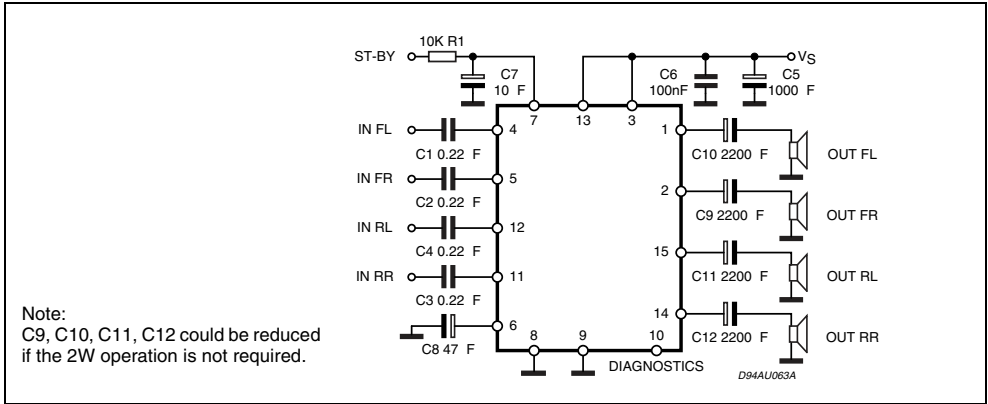 10K R1
ST-BY
C7
10 F
C6
100nF
VS
C5
1000 F
7
13
3
IN FL
4
C1 0.22 F
IN FR
5
C2 0.22 F
IN RL
12
C4 0.22 F
IN RR
11
C3 0.22 F
6
C8 47 F
8
9
10
DIAGNOSTICS
1
C10 2200 F
OUT FL
2
C9 2200 F
OUT FR
15
C11 2200 F
OUT RL
14
C12 2200 F
OUT RR
D94AU063A
Note:
C9, C10, C11, C12 could be reduced
if the 2W operation is not required.